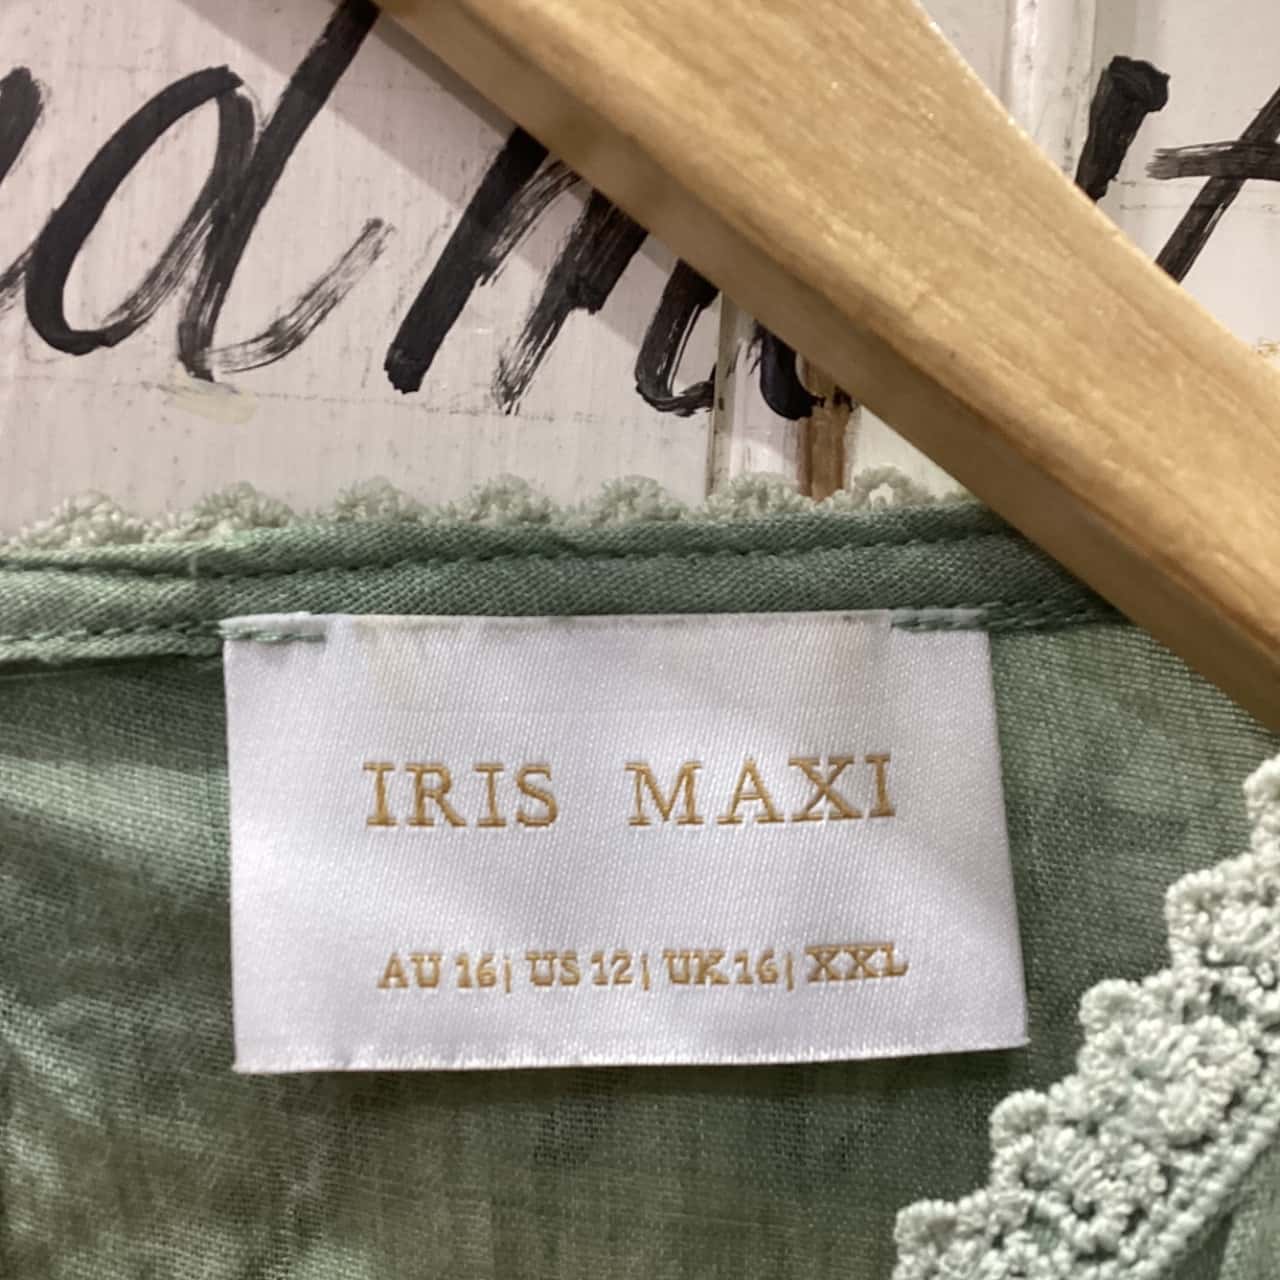 IRIS MAXI
AU 16| US 12| UK 16| XXL